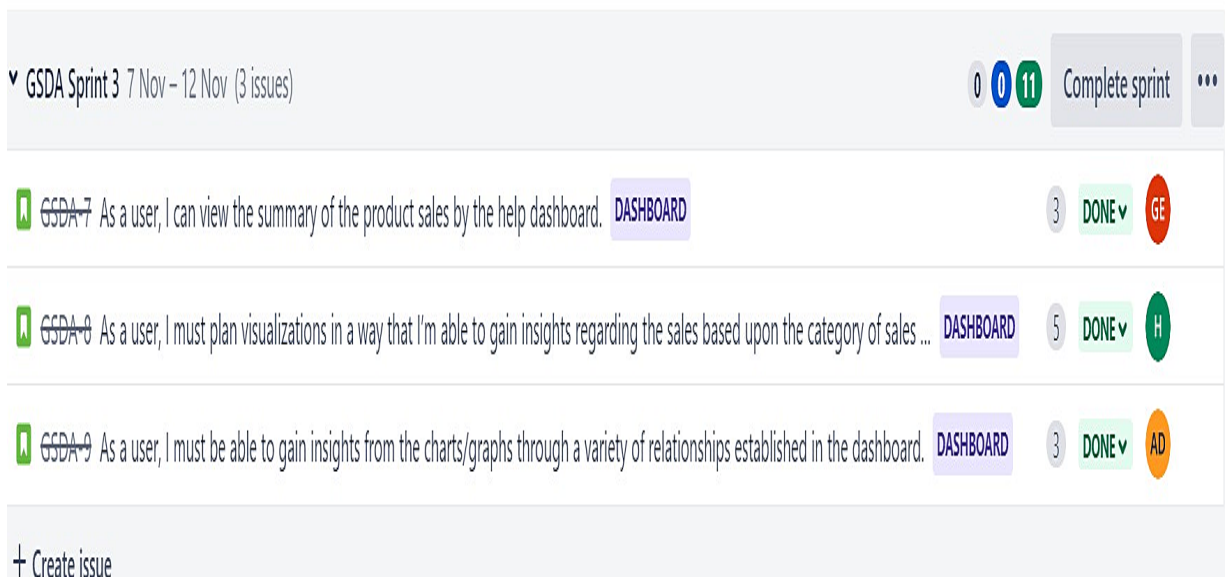 GSDA Sprint 3 7 Nov – 12 Nov (3 issues) 0 0 11 Complete sprint •••
GSDA-7 As a user, I can view the summary of the product sales by the help dashboard. DASHBOARD 3 DONE GE
GSDA-8 As a user, I must plan visualizations in a way that I'm able to gain insights regarding the sales based upon the category of sales ... DASHBOARD 5 DONE H
GSDA-9 As a user, I must be able to gain insights from the charts/graphs through a variety of relationships established in the dashboard. DASHBOARD 3 DONE AD
+ Create issue